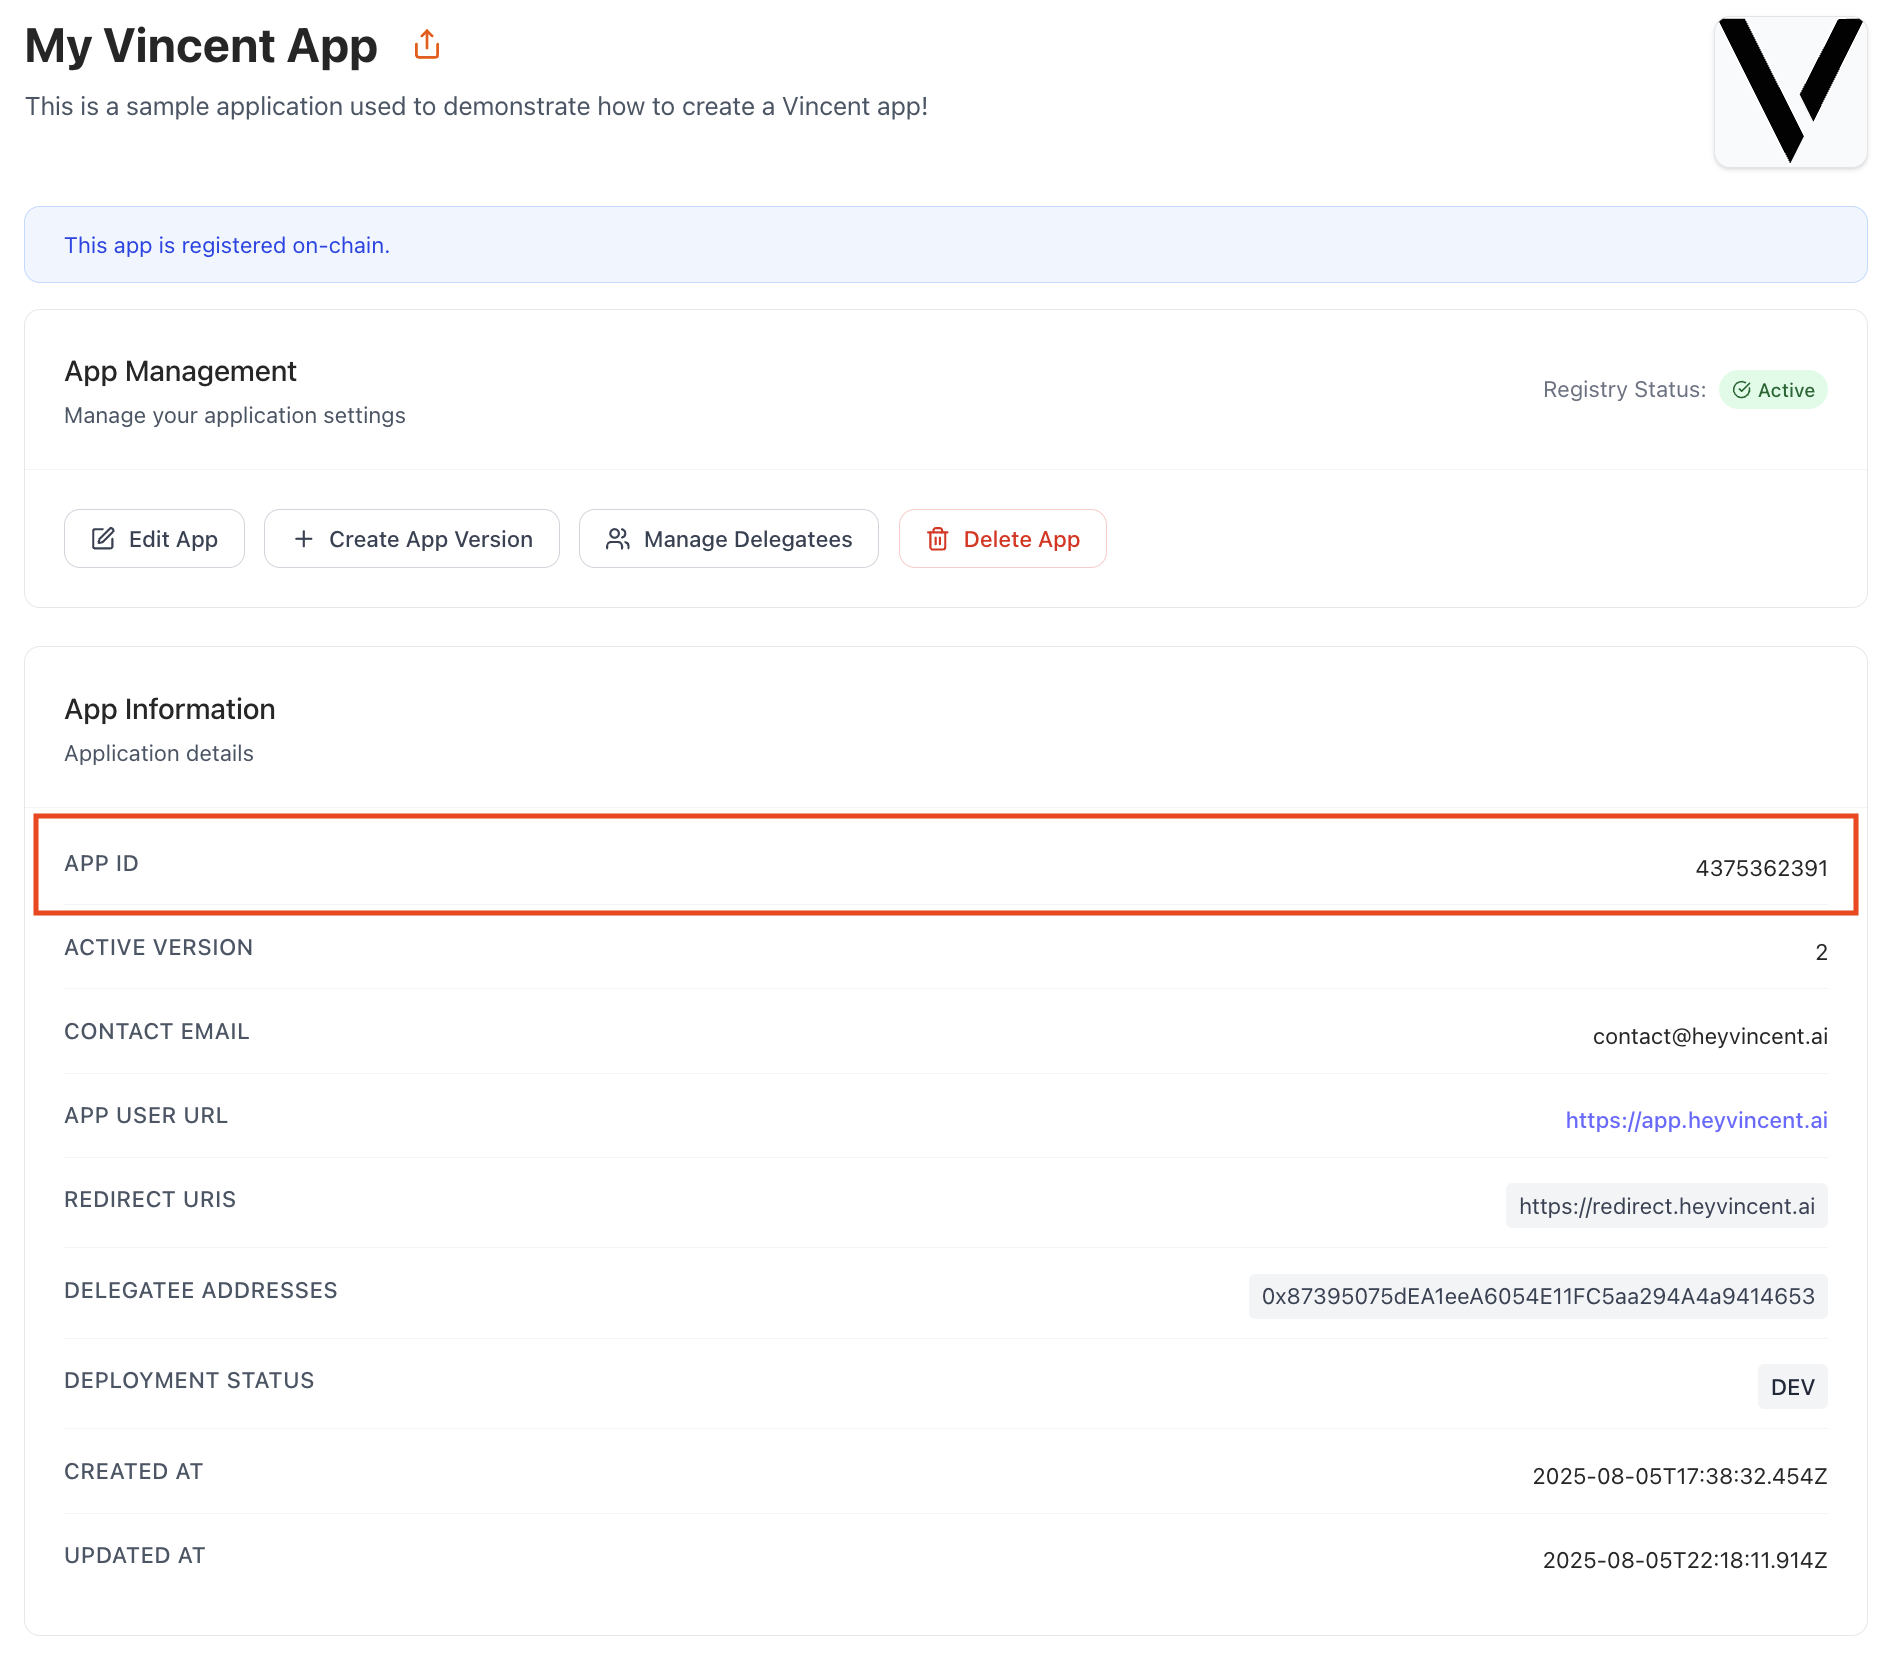 My Vincent App
This is a sample application used to demonstrate how to create a Vincent app!
This app is registered on-chain.
App Management
Manage your application settings
Registry Status: Active
Edit App
Create App Version
Manage Delegatees
Delete App
App Information
Application details
APP ID
4375362391
ACTIVE VERSION
2
CONTACT EMAIL
contact@heyvincent.ai
APP USER URL
https://app.heyvincent.ai
REDIRECT URIS
https://redirect.heyvincent.ai
DELEGATEE ADDRESSES
0x87395075dEA1eeA6054E11FC5aa294A4a9414653
DEPLOYMENT STATUS
DEV
CREATED AT
2025-08-05T17:38:32.454Z
UPDATED AT
2025-08-05T22:18:11.914Z